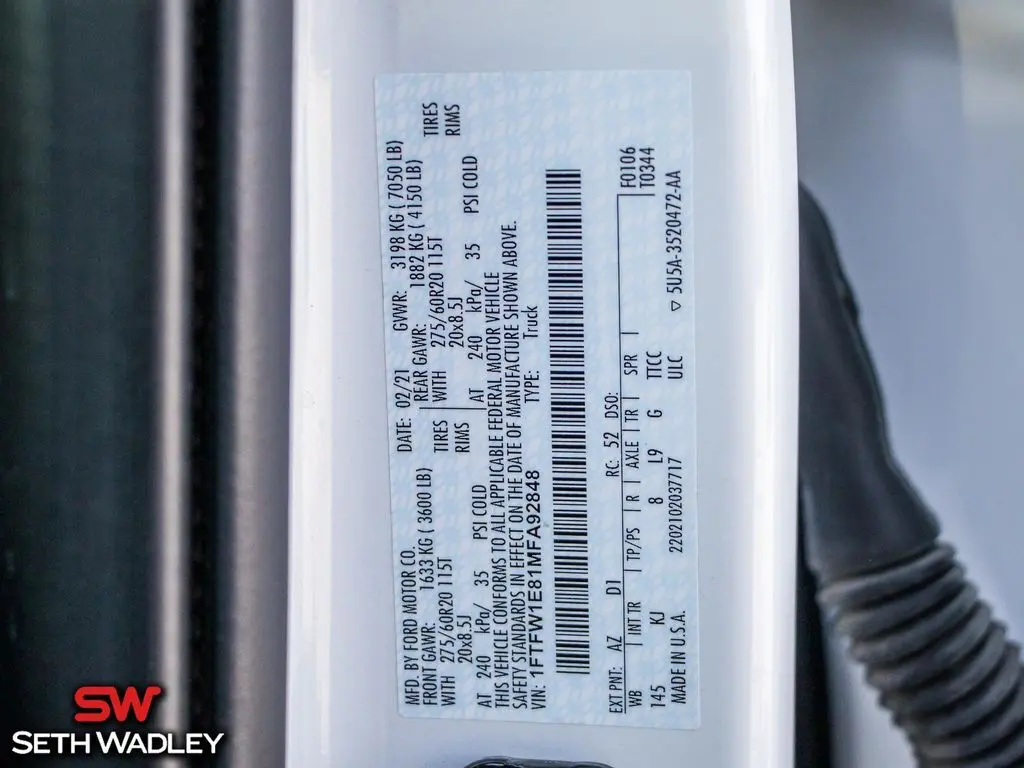 MFD. BY FORD MOTOR CO. DATE: 02/21 GVWR: 3198 KG ( 7050 LB)
FRONT GAWR: 1633 KG ( 3600 LB) REAR GAWR: 1882 KG ( 4150 LB)
WITH 275/60R20 115T TIRES WITH 275/60R20 115T TIRES
20x8.5J RIMS 20x8.5J RIMS
AT 240 kPa/ 35 PSI COLD AT 240 kPa/ 35 PSI COLD
THIS VEHICLE CONFORMS TO ALL APPLICABLE FEDERAL MOTOR VEHICLE
SAFETY STANDARDS IN EFFECT ON THE DATE OF MANUFACTURE SHOWN ABOVE.
VIN: 1FTFW1E81MFA92848 TYPE: Truck
EXT PNT: AZ D1 RC: 52 DSO: F0106
WB INT TR TP/PS R AXLE TR SPR T0344
145 KJ 8 L9 G TTCC
MADE IN U.S.A. 2202102037717 ULC ▽ 5U5A-3520472-AA
SW
SETH WADLEY